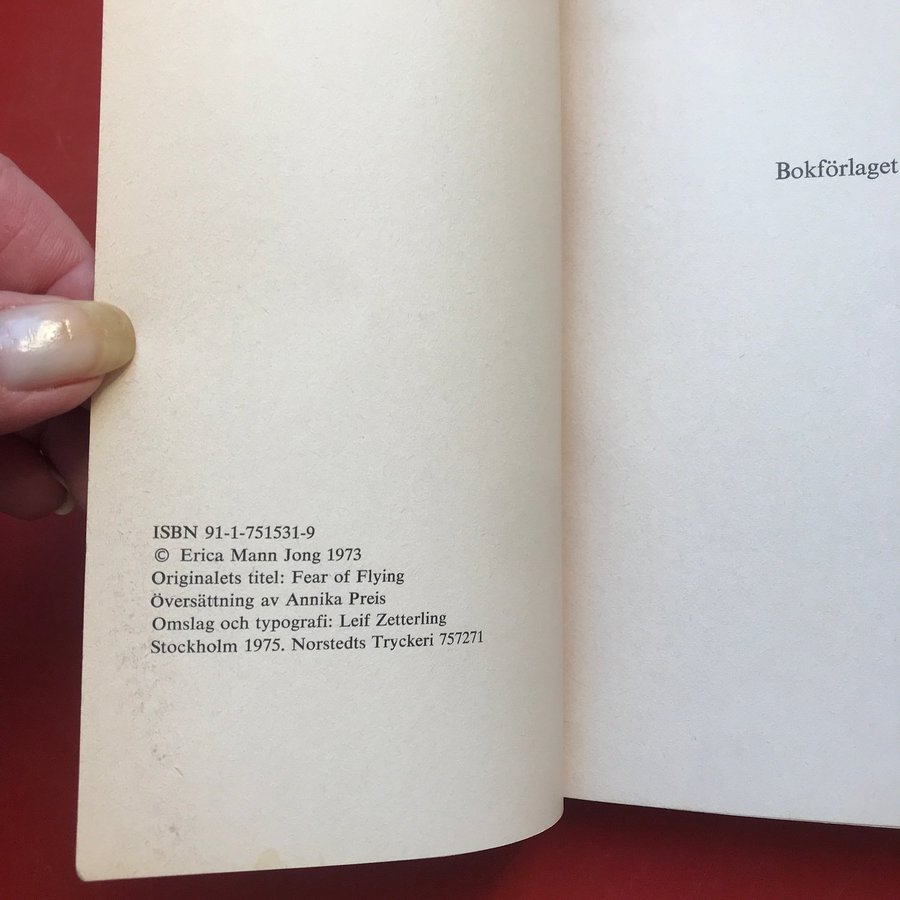 ISBN 91-1-751531-9
© Erica Mann Jong 1973
Originalets titel: Fear of Flying
Översättning av Annika Preis
Omslag och typografi: Leif Zetterling
Stockholm 1975. Norstedts Tryckeri 757271
Bokförlaget